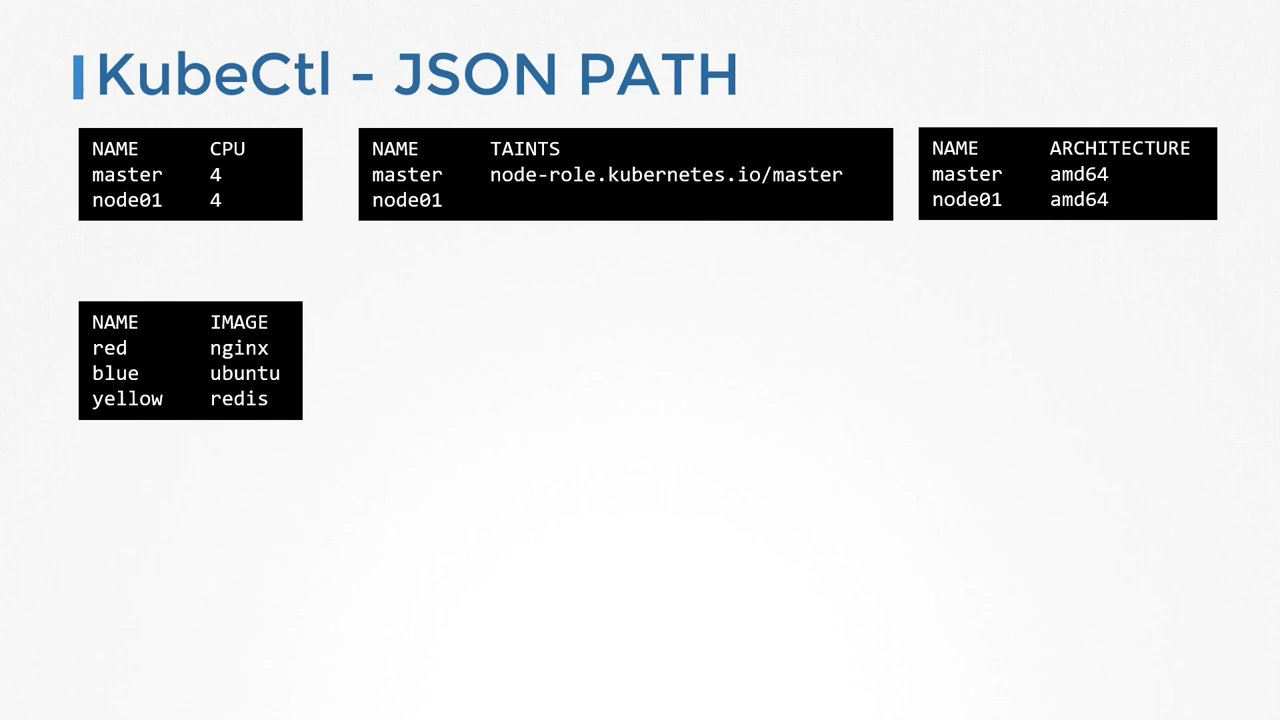 KubeCtl - JSON PATH
NAME CPU
master 4
node01 4
NAME TAINTS
master node-role.kubernetes.io/master
node01
NAME ARCHITECTURE
master amd64
node01 amd64
NAME IMAGE
red nginx
blue ubuntu
yellow redis